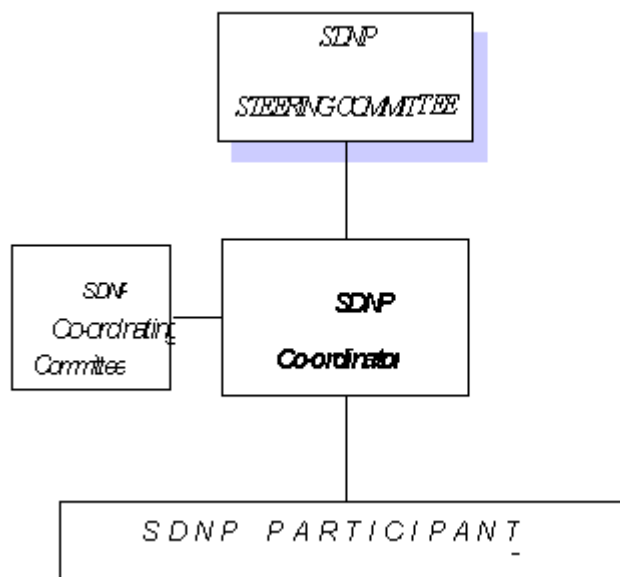 SDNP
STEERING COMMITTEE
SDNP
Co-ordinating
Committee
SDNP
Co-ordinator
SDNP PARTICIPANT